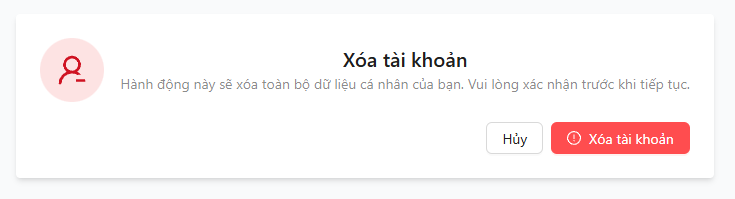 Xóa tài khoản
Hành động này sẽ xóa toàn bộ dữ liệu cá nhân của bạn. Vui lòng xác nhận trước khi tiếp tục.
Hủy
Xóa tài khoản